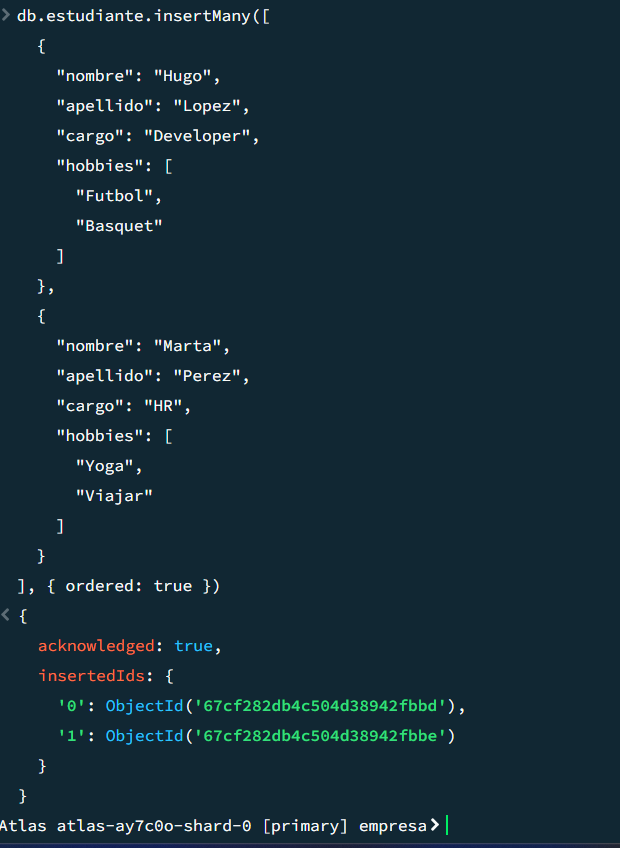 > db.estudiante.insertMany([
{
"nombre": "Hugo",
"apellido": "Lopez",
"cargo": "Developer",
"hobbies": [
"Futbol",
"Basquet"
]
},
{
"nombre": "Marta",
"apellido": "Perez",
"cargo": "HR",
"hobbies": [
"Yoga",
"Viajar"
]
}
], { ordered: true })
< {
acknowledged: true,
insertedIds: {
'0': ObjectId('67cf282db4c504d38942fbbd'),
'1': ObjectId('67cf282db4c504d38942fbbe')
}
}
Atlas atlas-ay7c0o-shard-0 [primary] empresa>